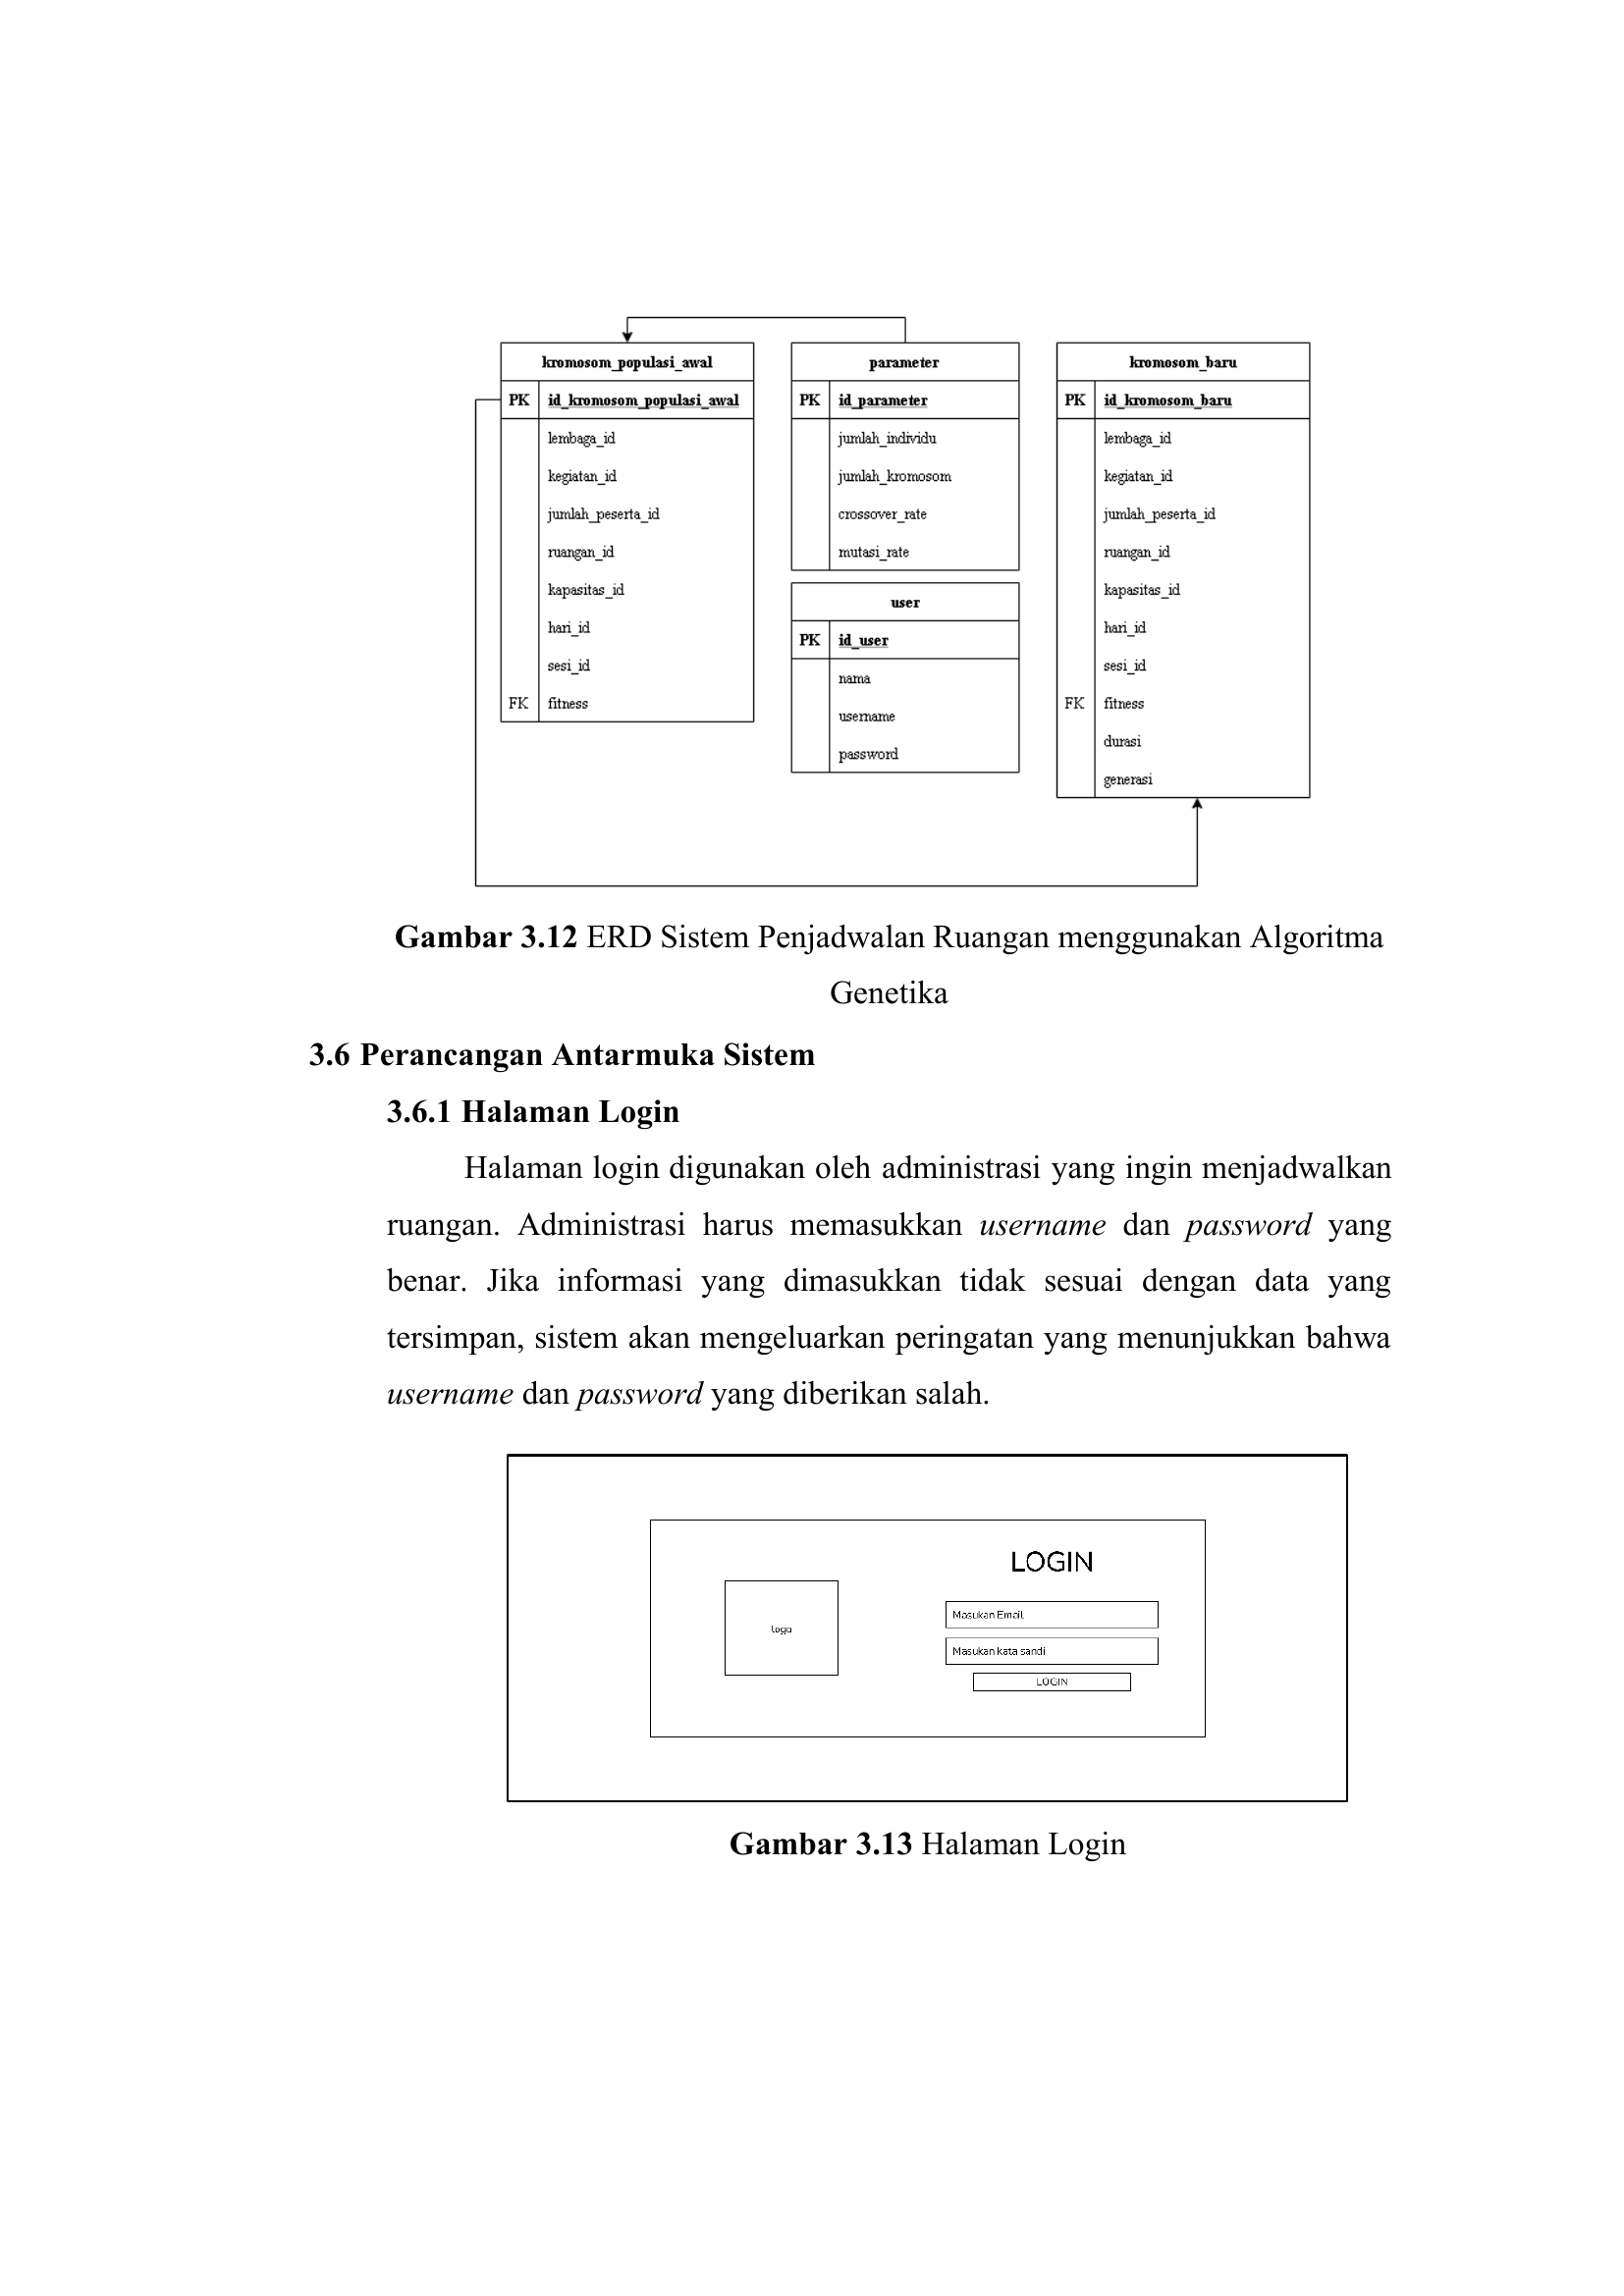 kromosom_populasi_awal
PK id_kromosom_populasi_awal
lembaga_id
kegiatan_id
jumlah_peserta_id
ruangan_id
kapasitas_id
hari_id
sesi_id
FK fitness
parameter
PK id_parameter
jumlah_individu
jumlah_kromosom
crossover_rate
mutasi_rate
user
PK id_user
nama
username
password
kromosom_baru
PK id_kromosom_baru
lembaga_id
kegiatan_id
jumlah_peserta_id
ruangan_id
kapasitas_id
hari_id
sesi_id
FK fitness
durasi
generasi
Gambar 3.12 ERD Sistem Penjadwalan Ruangan menggunakan Algoritma
Genetika
3.6 Perancangan Antarmuka Sistem
3.6.1 Halaman Login
Halaman login digunakan oleh administrasi yang ingin menjadwalkan
ruangan. Administrasi harus memasukkan username dan password yang
benar. Jika informasi yang dimasukkan tidak sesuai dengan data yang
tersimpan, sistem akan mengeluarkan peringatan yang menunjukkan bahwa
username dan password yang diberikan salah.
logo
LOGIN
Masukan Email
Masukan kata sandi
LOGIN
Gambar 3.13 Halaman Login